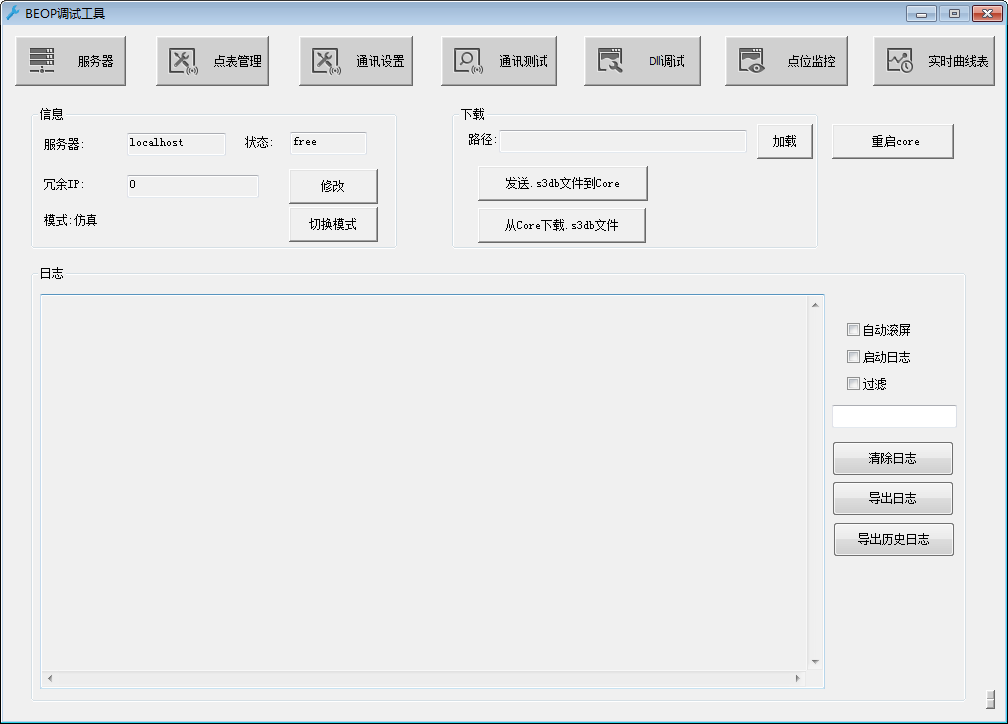 BEOP调试工具
服务器 点表管理 通讯设置 通讯测试 Dll调试 点位监控 实时曲线表
信息
服务器: localhost 状态: free
冗余IP: 0 修改
模式:仿真 切换模式
下载
路径: 加载 重启core
发送.s3db文件到Core
从Core下载.s3db文件
日志
自动滚屏
启动日志
过滤
清除日志
导出日志
导出历史日志